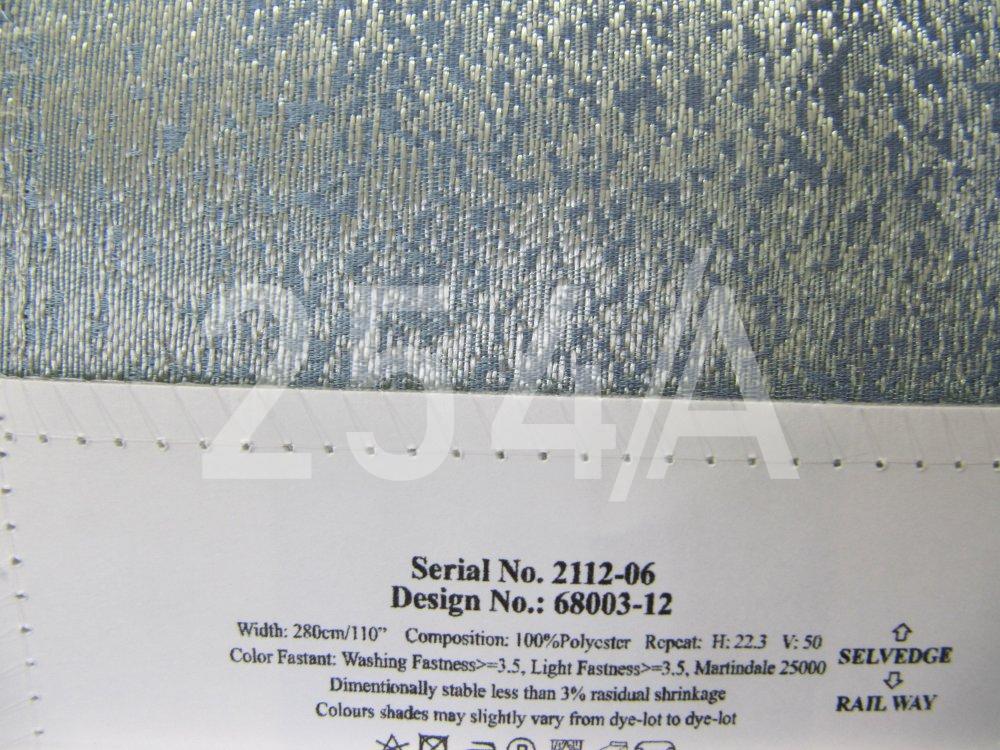 254/A
Serial No. 2112-06
Design No.: 68003-12
Width: 280cm/110" Composition: 100%Polyester Repeat: H: 22.3 V: 50
Color Fastant: Washing Fastness>=3.5, Light Fastness>=3.5, Martindale 25000
SELVEDGE
Dimentionally stable less than 3% rasidual shrinkage
RAIL WAY
Colours shades may slightly vary from dye-lot to dye-lot